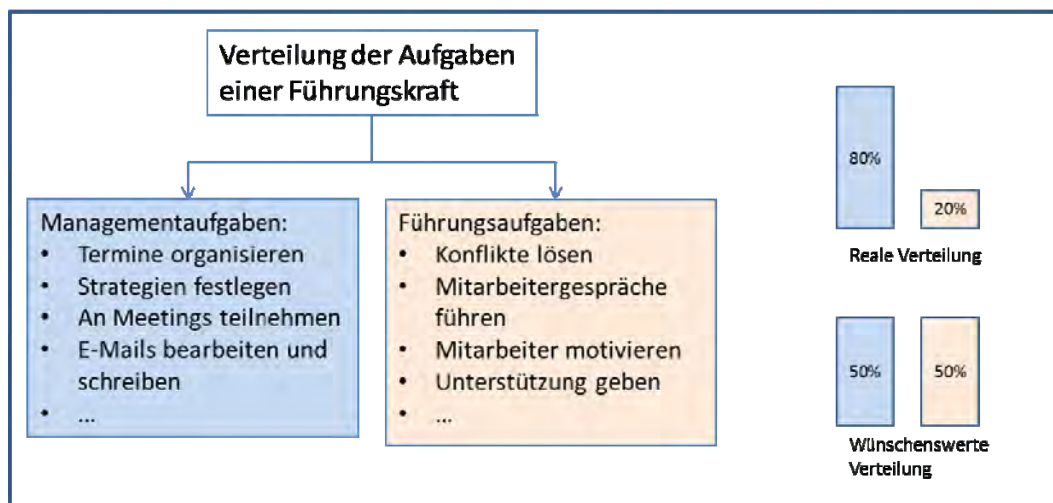 Verteilung der Aufgaben
einer Führungskraft
Managementaufgaben:
• Termine organisieren
• Strategien festlegen
• An Meetings teilnehmen
• E-Mails bearbeiten und
schreiben
• ...
Führungsaufgaben:
• Konflikte lösen
• Mitarbeitergespräche
führen
• Mitarbeiter motivieren
• Unterstützung geben
• ...
80%
20%
Reale Verteilung
50%
50%
Wünschenswerte
Verteilung